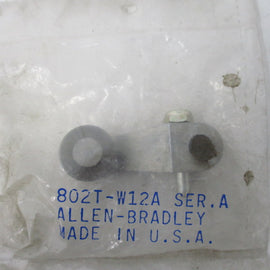 802T-W12A SER.A
ALLEN-BRADLEY
MADE IN U.S.A.